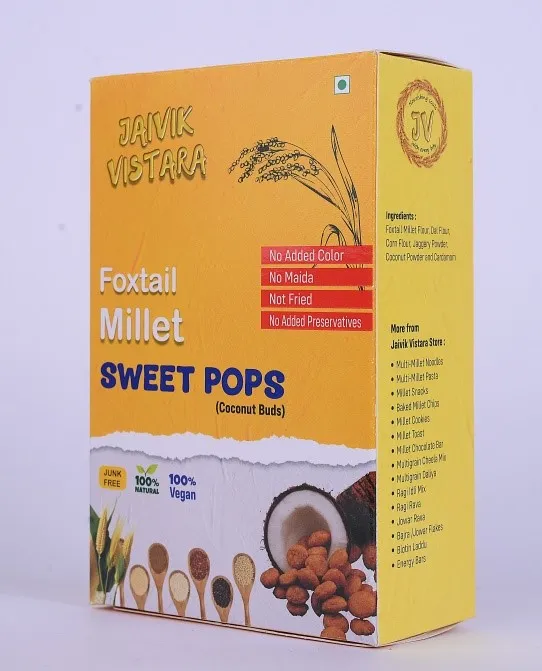 JAIVIK
VISTARA
No Added Color
No Maida
Not Fried
No Added Preservatives
Foxtail
Millet
SWEET POPS
(Coconut Buds)
JUNK
FREE
100%
NATURAL
100%
Vegan
JV
Ingredients :
Foxtail Millet Flour, Dal Flour,
Corn Flour, Jaggery Powder,
Coconut Powder and Cardamom
More from
Jaivik Vistara Store :
• Multi-Millet Noodles
• Multi-Millet Pasta
• Millet Snacks
• Baked Millet Chips
• Millet Cookies
• Millet Toast
• Millet Chocolate Bar
• Multigrain Cheela Mix
• Multigrain Daliya
• Ragi Idli Mix
• Ragi Rava
• Jowar Rava
• Bajra/Jowar Flakes
• Biotin Laddu
• Energy Bars